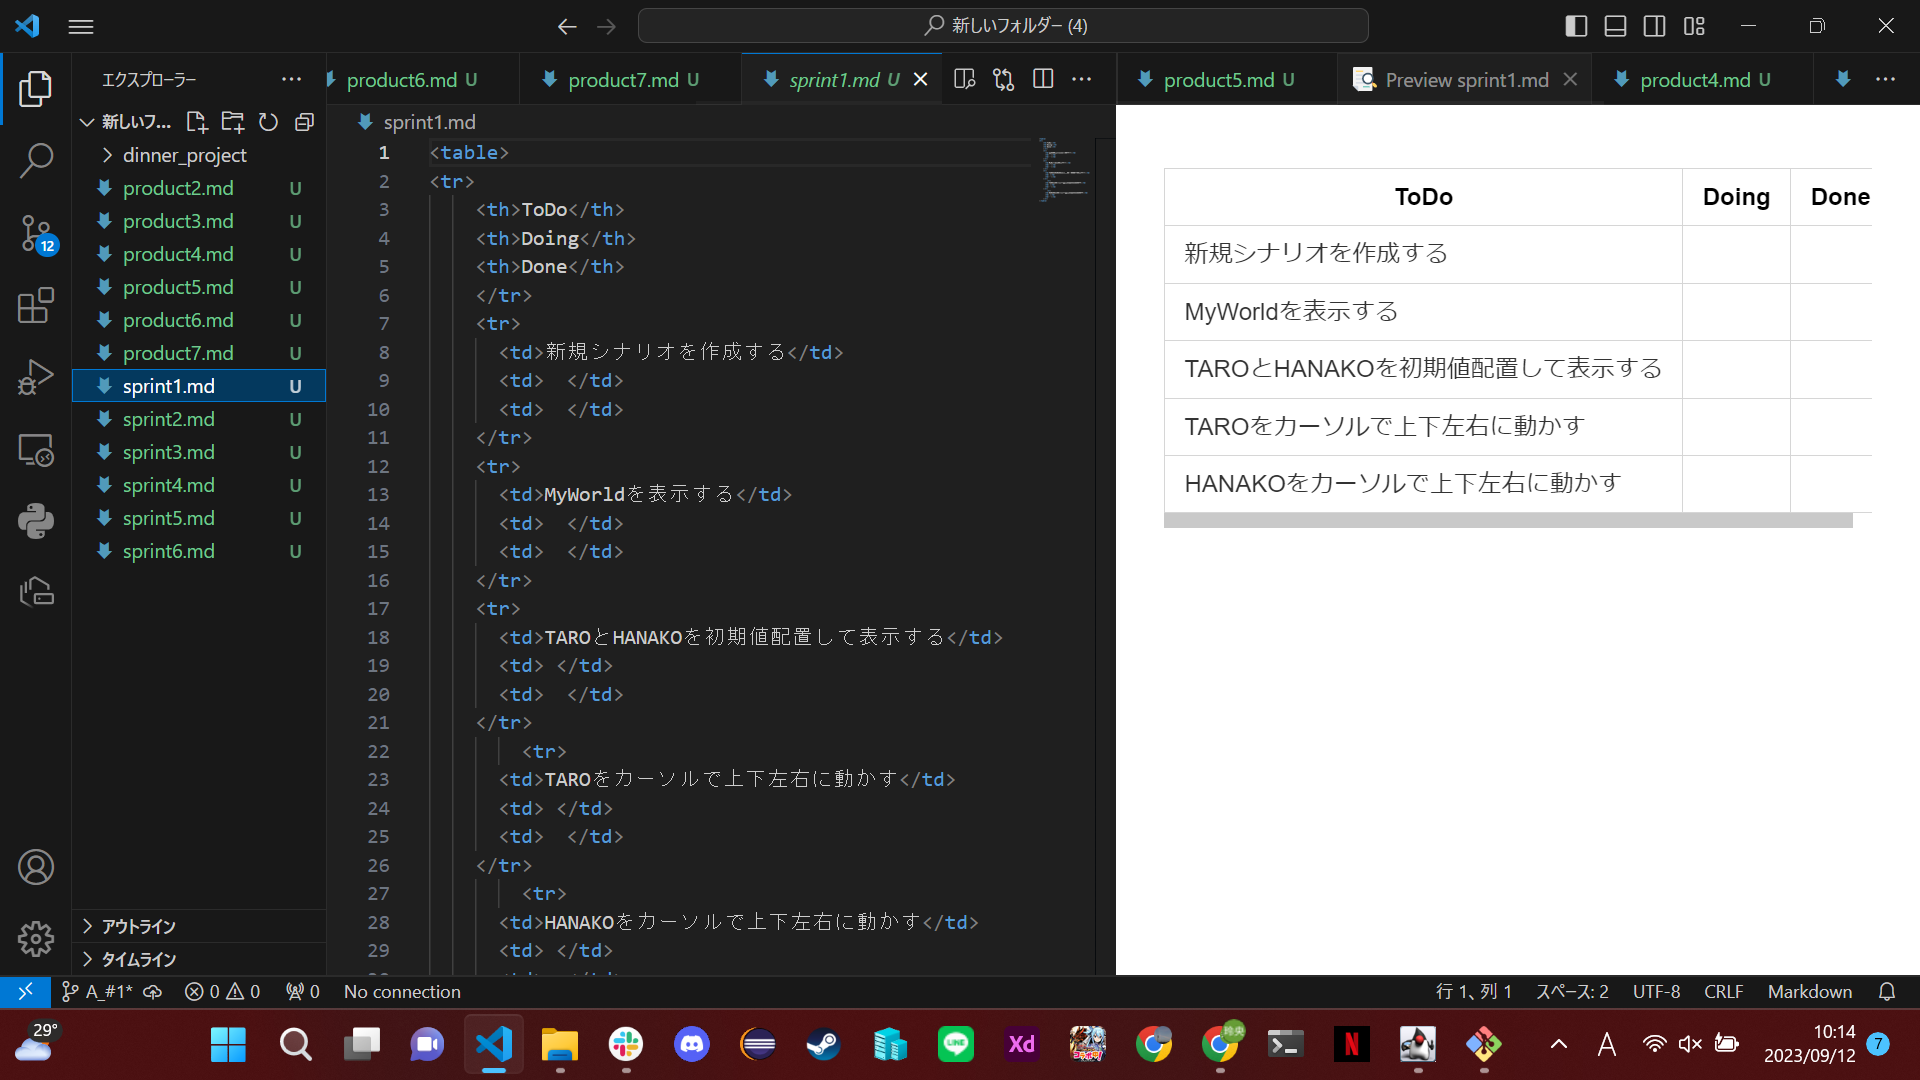 新しいフォルダー (4)
エクスプローラー
product6.md U
product7.md U
sprint1.md U
product5.md U
Preview sprint1.md
product4.md U
新しいフ...
dinner_project
product2.md U
product3.md U
product4.md U
product5.md U
product6.md U
product7.md U
sprint1.md U
sprint2.md U
sprint3.md U
sprint4.md U
sprint5.md U
sprint6.md U
12
アウトライン
タイムライン
sprint1.md
1 <table>
2 <tr>
3 <th>ToDo</th>
4 <th>Doing</th>
5 <th>Done</th>
6 </tr>
7 <tr>
8 <td>新規シナリオを作成する</td>
9 <td>  </td>
10 <td>  </td>
11 </tr>
12 <tr>
13 <td>MyWorldを表示する</td>
14 <td>  </td>
15 <td>  </td>
16 </tr>
17 <tr>
18 <td>TAROとHANAKOを初期値配置して表示する</td>
19 <td> </td>
20 <td>  </td>
21 </tr>
22 <tr>
23 <td>TAROをカーソルで上下左右に動かす</td>
24 <td> </td>
25 <td>  </td>
26 </tr>
27 <tr>
28 <td>HANAKOをカーソルで上下左右に動かす</td>
29 <td> </td>
ToDo Doing Done
新規シナリオを作成する
MyWorldを表示する
TAROとHANAKOを初期値配置して表示する
TAROをカーソルで上下左右に動かす
HANAKOをカーソルで上下左右に動かす
A_#1* 0 0 0 No connection
行 1、列 1 スペース: 2 UTF-8 CRLF Markdown
29°
LINE
Xd
N
A
10:14
2023/09/12
7